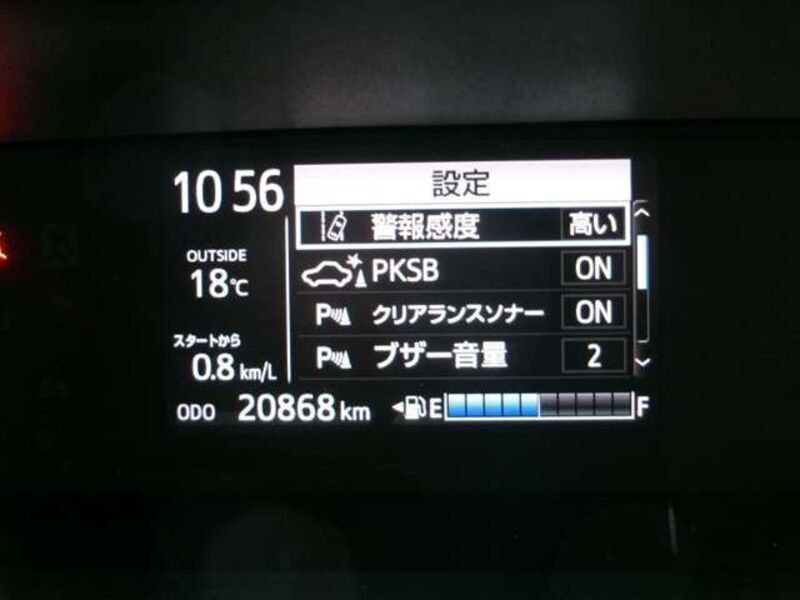 10 56
設定
警報感度 高い
OUTSIDE
18℃
PKSB ON
P クリアランスソナー ON
スタートから
0.8 km/L
P ブザー音量 2
ODO 20868 km
E F